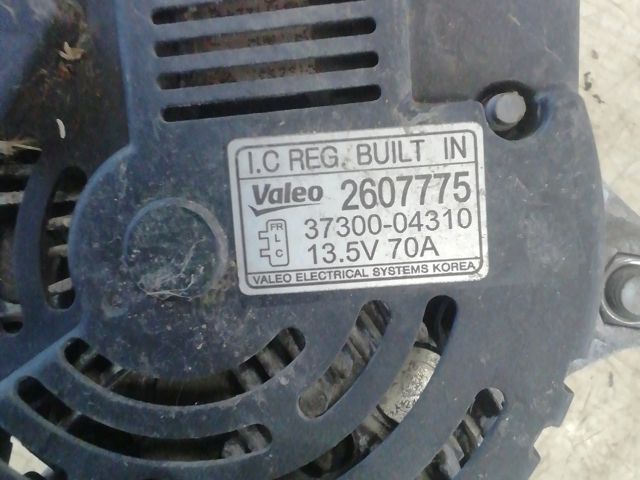 I.C REG. BUILT IN
Valeo 2607775
FR
L
C
37300-04310
13.5V 70A
VALEO ELECTRICAL SYSTEMS KOREA